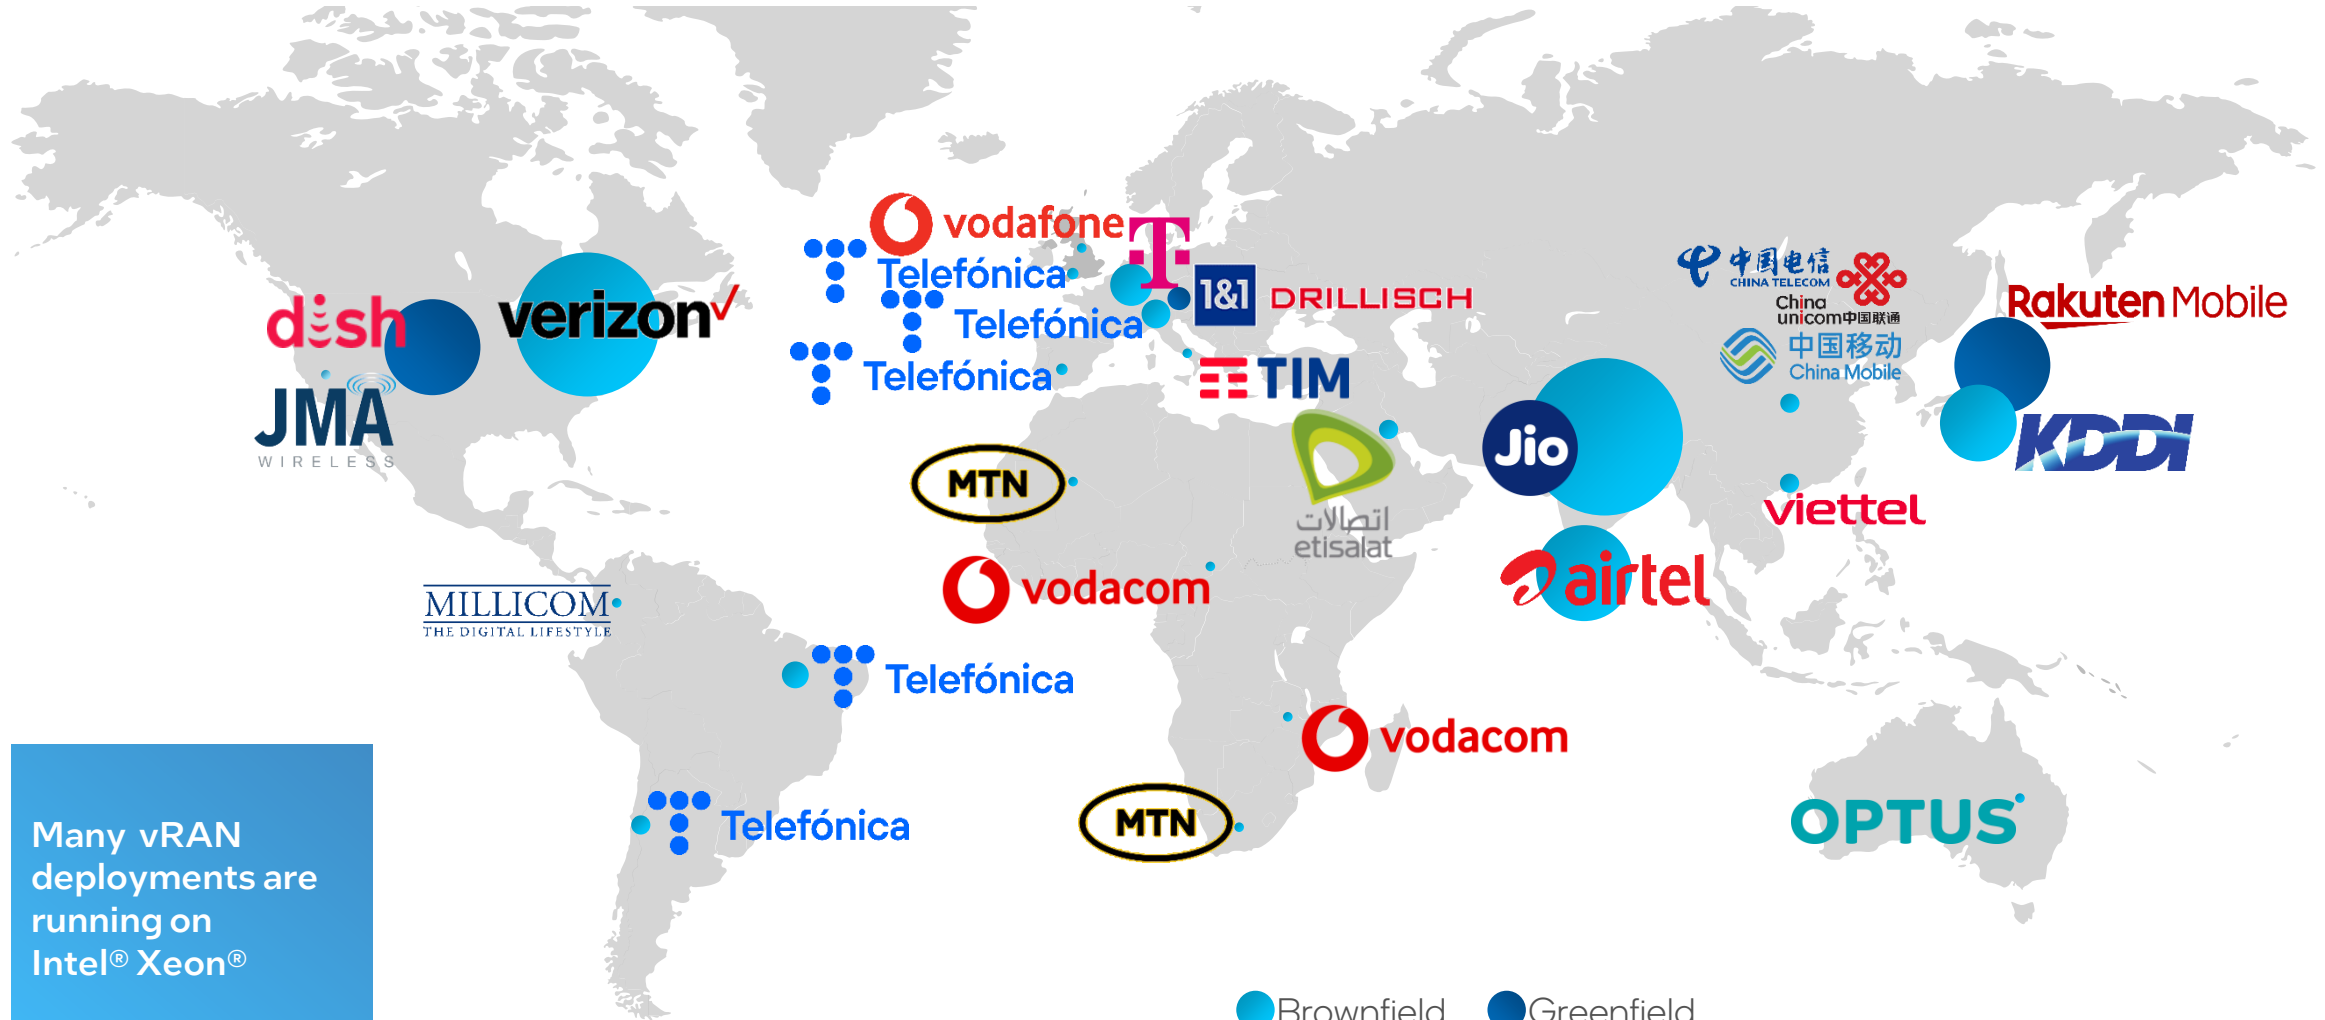 vodafone
T
Telefónica
1&1 DRILLISCH
Telefónica
Telefónica
TIM
dish
verizon
JMA
WIRELESS
中国电信
CHINA TELECOM
China
unicom中国联通
中国移动
China Mobile
Rakuten Mobile
KDDI
Jio
MTN
اتصالات
etisalat
viettel
airtel
vodacom
MILLICOM
THE DIGITAL LIFESTYLE
Telefónica
vodacom
MTN
Telefónica
OPTUS
Many vRAN
deployments are
running on
Intel® Xeon®
Brownfield
Greenfield